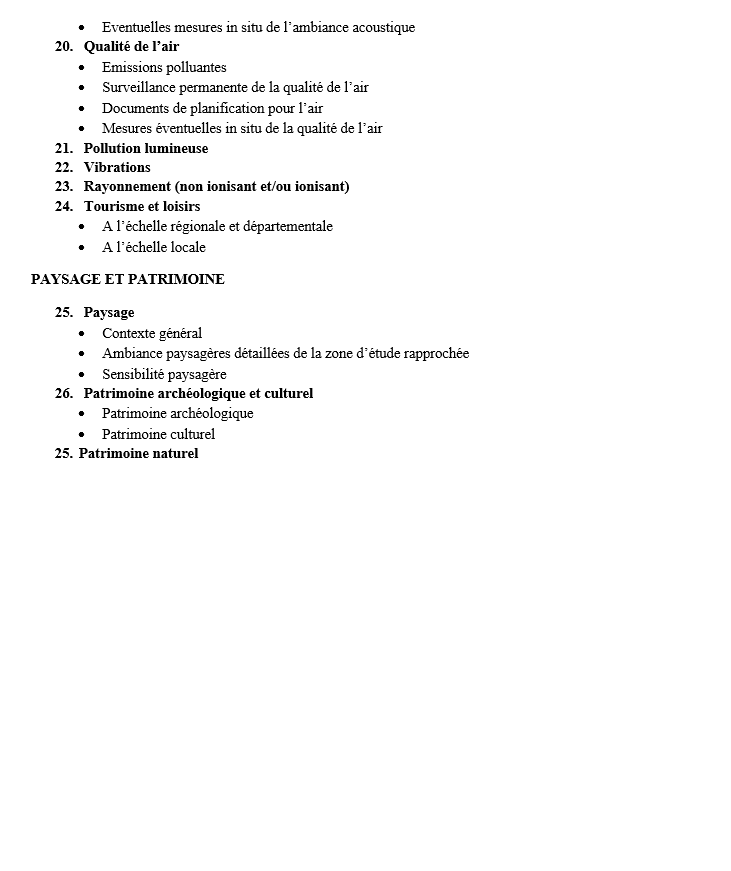 • Eventuelles mesures in situ de l’ambiance acoustique
20. Qualité de l’air
• Emissions polluantes
• Surveillance permanente de la qualité de l’air
• Documents de planification pour l’air
• Mesures éventuelles in situ de la qualité de l’air
21. Pollution lumineuse
22. Vibrations
23. Rayonnement (non ionisant et/ou ionisant)
24. Tourisme et loisirs
• A l’échelle régionale et départementale
• A l’échelle locale
PAYSAGE ET PATRIMOINE
25. Paysage
• Contexte général
• Ambiance paysagères détaillées de la zone d’étude rapprochée
• Sensibilité paysagère
26. Patrimoine archéologique et culturel
• Patrimoine archéologique
• Patrimoine culturel
25. Patrimoine naturel